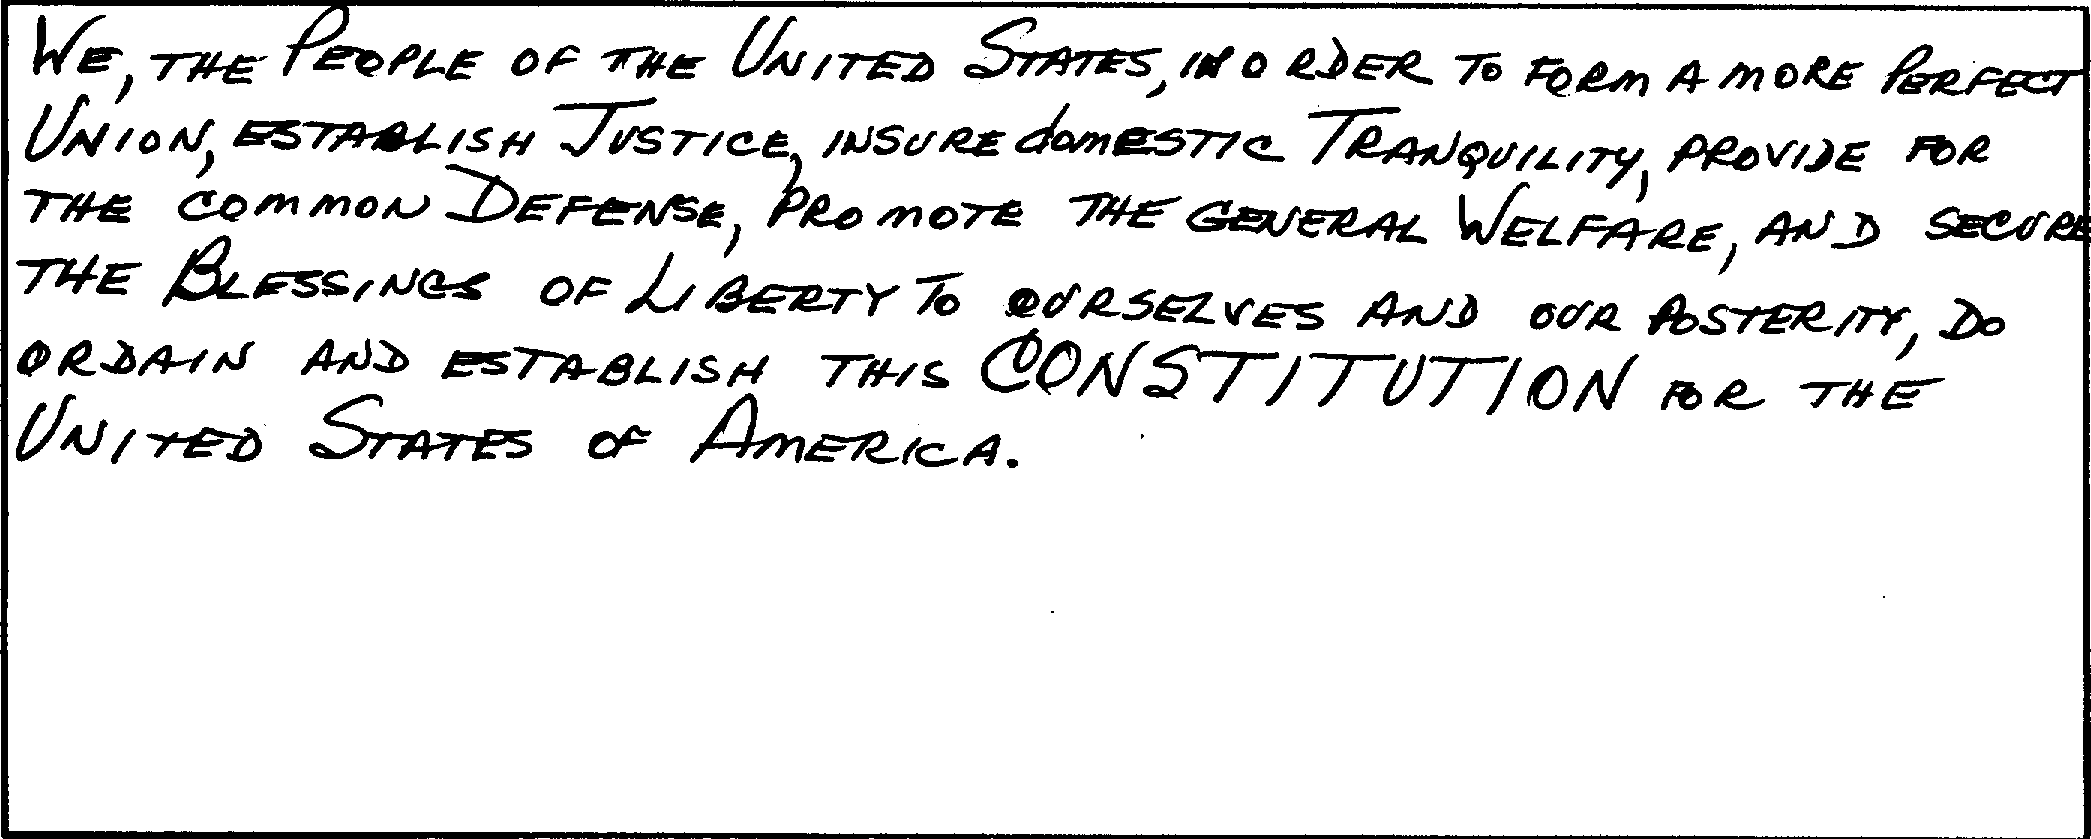 WE, THE PEOPLE OF THE UNITED STATES, IN ORDER TO FORM A MORE PERFECT
UNION, ESTABLISH JUSTICE, INSURE domESTIC TRANQUILITY, PROVIDE FOR
THE COMMON DEFENSE, PROMOTE THE GENERAL WELFARE, AND SECURE
THE BLESSINGS OF LIBERTY TO OURSELVES AND OUR POSTERITY, DO
ORDAIN AND ESTABLISH THIS CONSTITUTION FOR THE
UNITED STATES OF AMERICA.